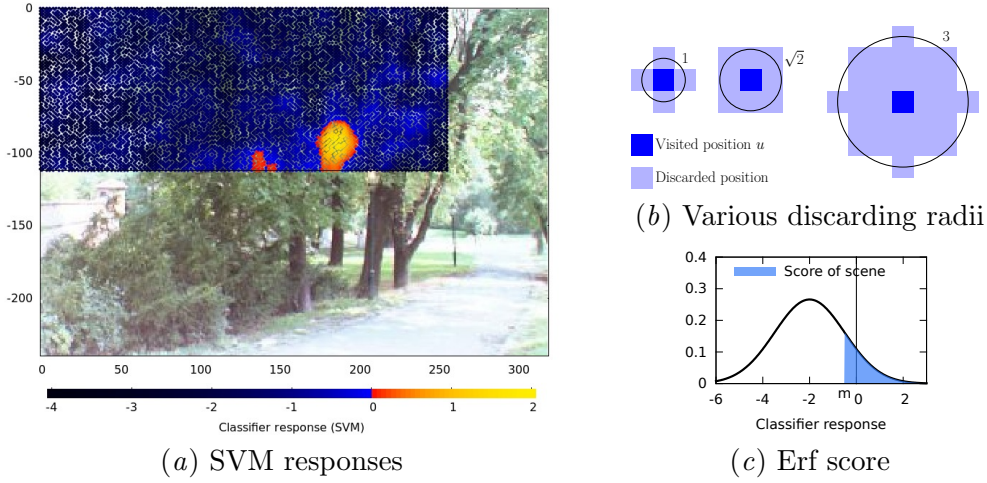 0
-50
-100
-150
-200
0 50 100 150 200 250 300
-4 -3 -2 -1 0 1 2
Classifier response (SVM)
(a) SVM responses
1
√2
3
Visited position u
Discarded position
(b) Various discarding radii
0.4
0.3
0.2
0.1
0
Score of scene
-6 -4 -2 m 0 2
Classifier response
(c) Erf score